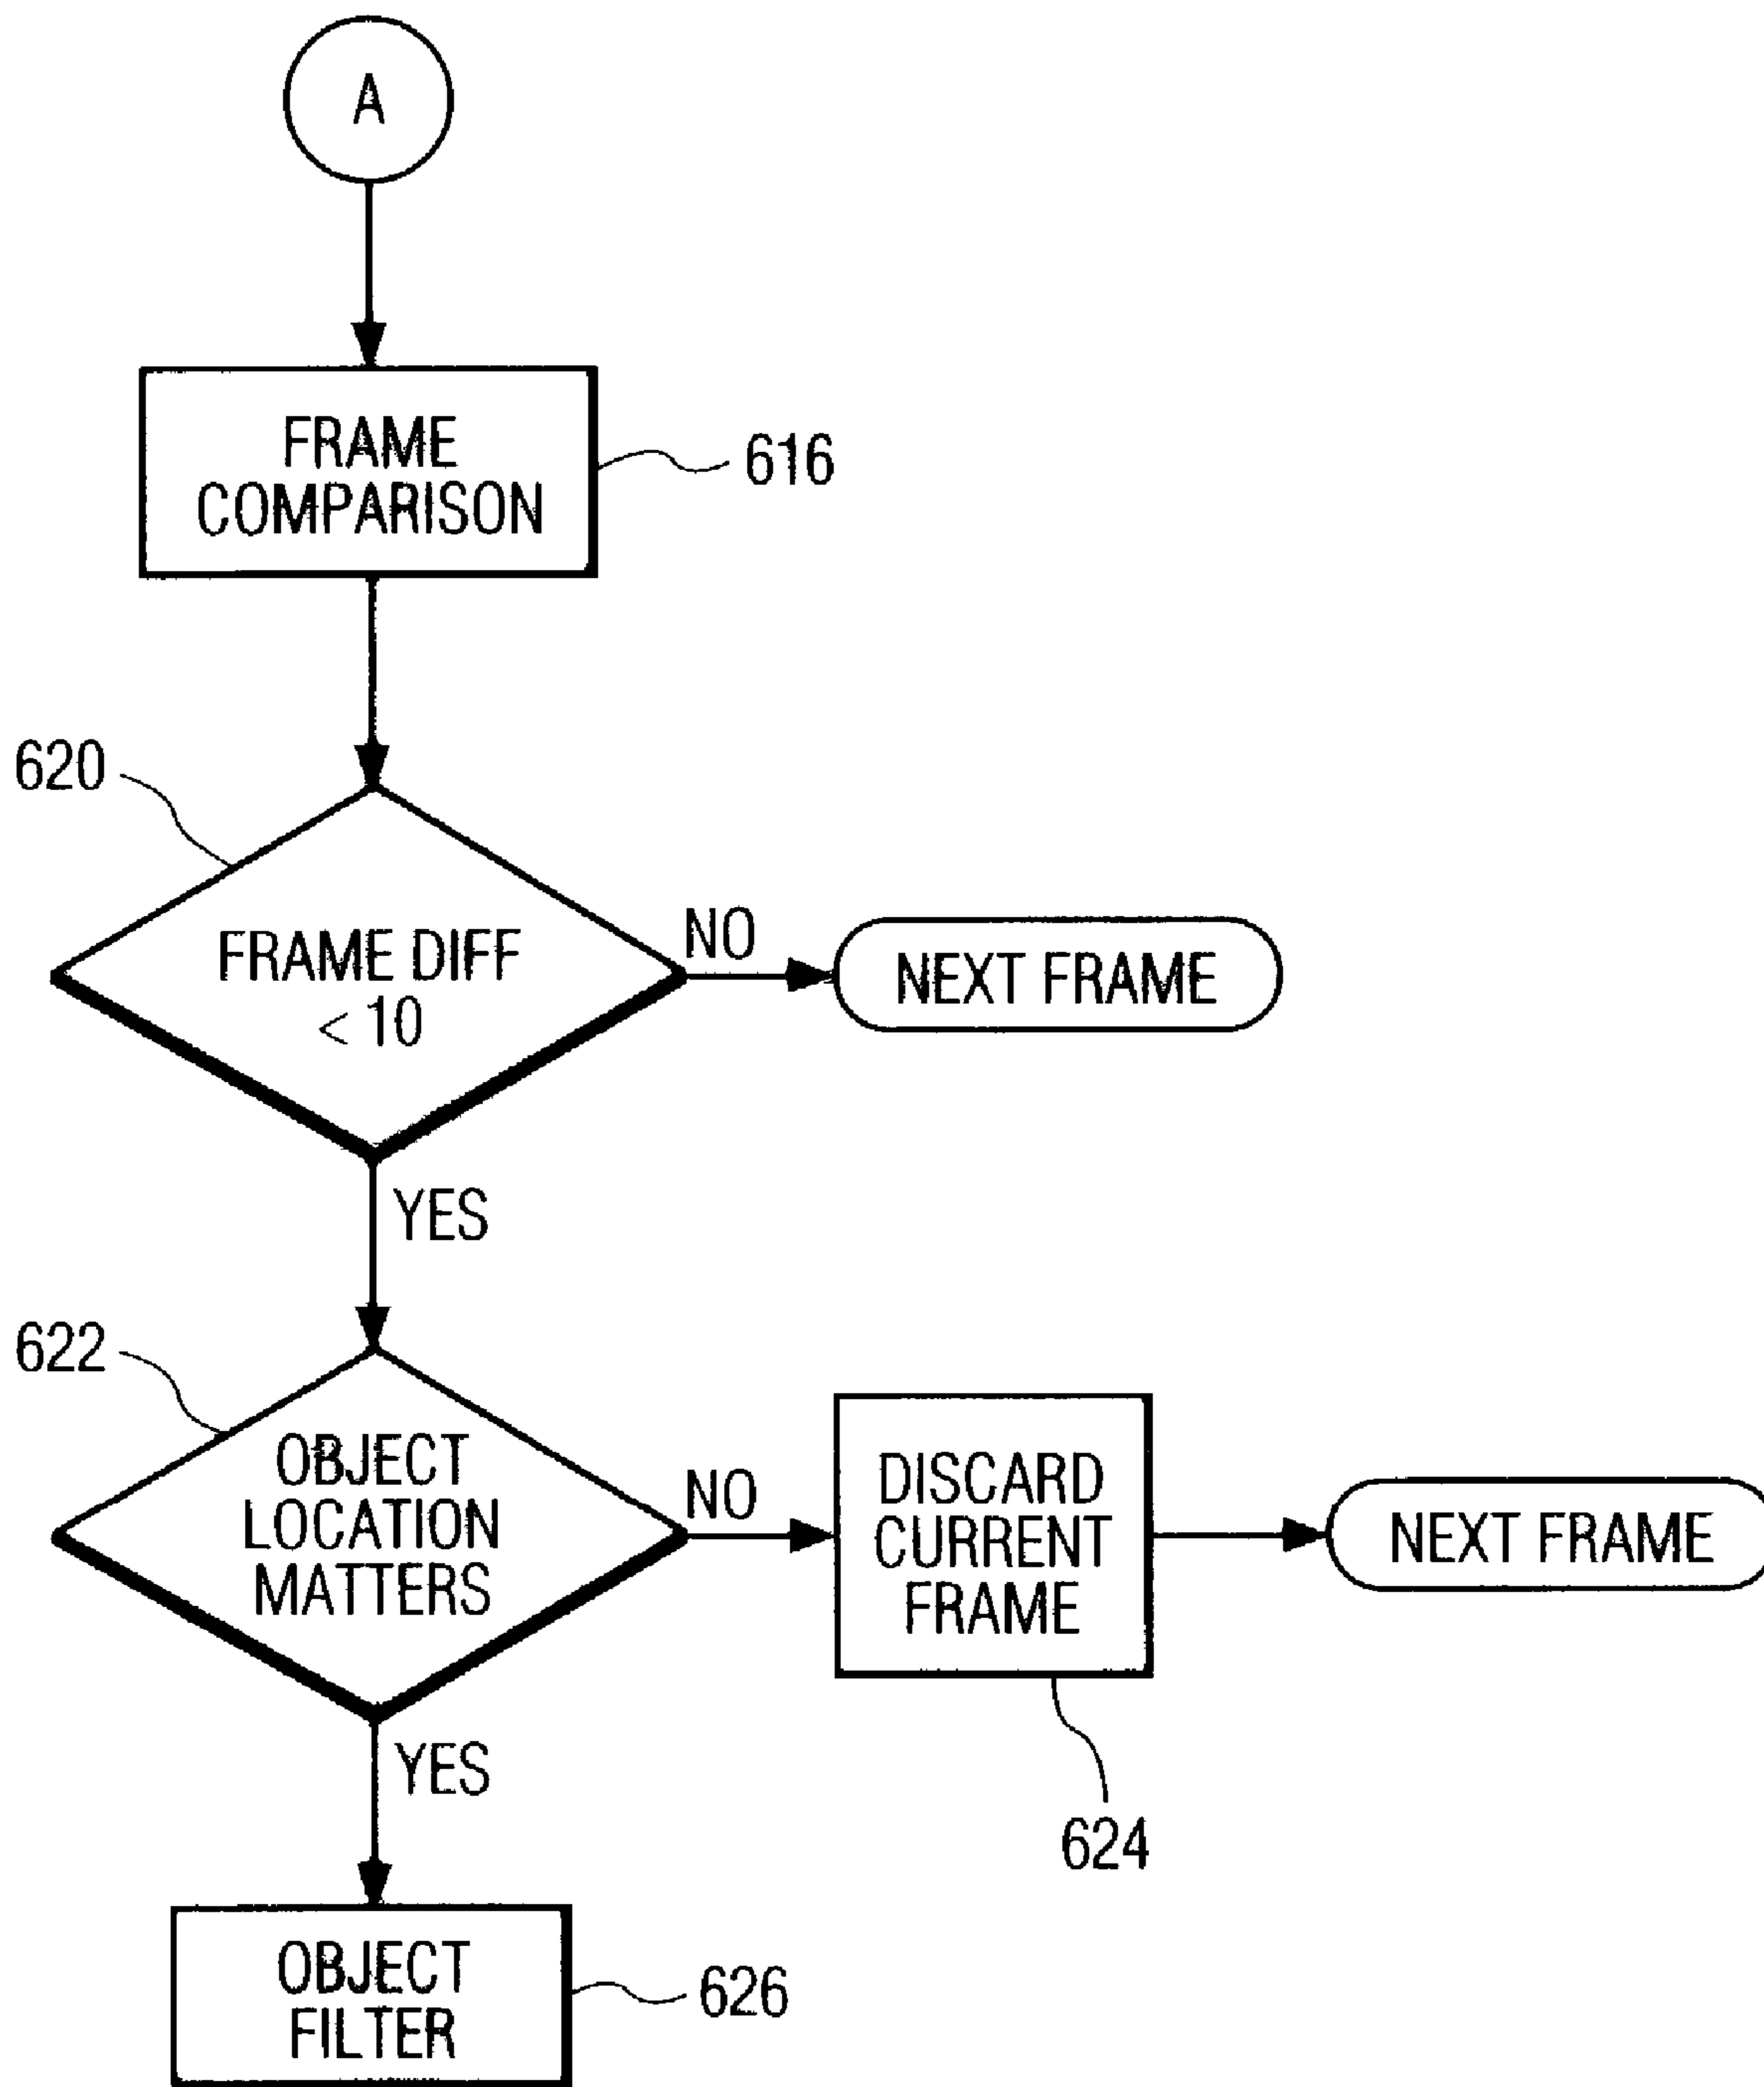 A
FRAME
COMPARISON
616
620
FRAME DIFF
< 10
NO
NEXT FRAME
YES
622
OBJECT
LOCATION
MATTERS
NO
DISCARD
CURRENT
FRAME
NEXT FRAME
624
YES
OBJECT
FILTER
626